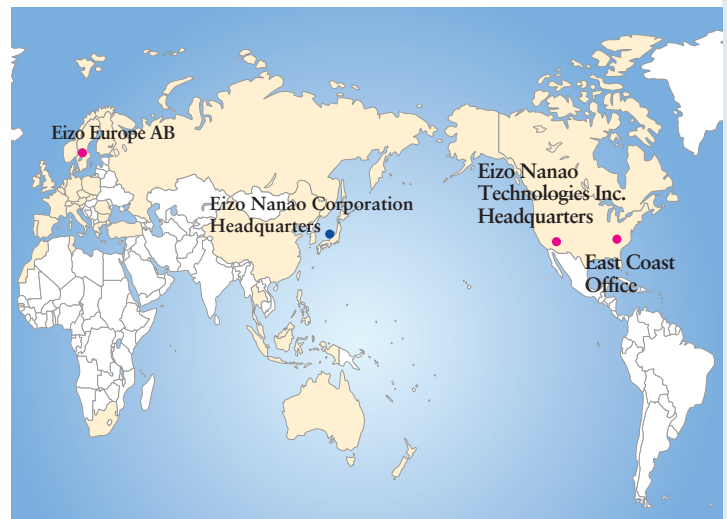 Eizo Europe AB
Eizo Nanao Corporation
Headquarters
Eizo Nanao
Technologies Inc.
Headquarters
East Coast
Office